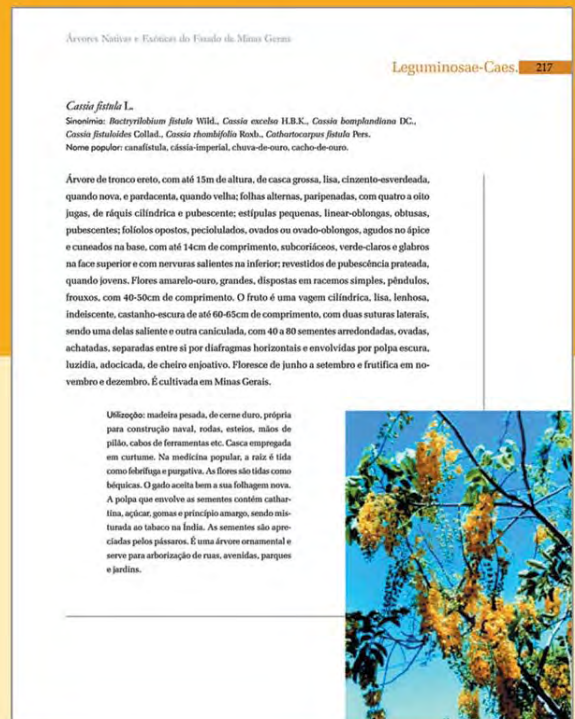 Árvores Nativas e Exóticas do Estado de Minas Gerais
Leguminosae-Caes. 217
Cassia fistula L.
Sinonímia: Bactryrilobium fistula Wild., Cassia excelsa H.B.K., Cassia bomplandiana DC.,
Cassia fistuloides Collad., Cassia rhombifolia Roxb., Cathartocarpus fistula Pers.
Nome popular: canafístula, cássia-imperial, chuva-de-ouro, cacho-de-ouro.
Árvore de tronco ereto, com até 15m de altura, de casca grossa, lisa, cinzento-esverdeada,
quando nova, e pardacenta, quando velha; folhas alternas, paripenadas, com quatro a oito
jugas, de ráquis cilíndrica e pubescente; estípulas pequenas, linear-oblongas, obtusas,
pubescentes; folíolos opostos, peciolulados, ovados ou ovado-oblongos, agudos no ápice
e cuneados na base, com até 14cm de comprimento, subcoriáceos, verde-claros e glabros
na face superior e com nervuras salientes na inferior; revestidos de pubescência prateada,
quando jovens. Flores amarelo-ouro, grandes, dispostas em racemos simples, pêndulos,
frouxos, com 40-50cm de comprimento. O fruto é uma vagem cilíndrica, lisa, lenhosa,
indeiscente, castanho-escura de até 60-65cm de comprimento, com duas suturas laterais,
sendo uma delas saliente e outra caniculada, com 40 a 80 sementes arredondadas, ovadas,
achatadas, separadas entre si por diafragmas horizontais e envolvidas por polpa escura,
luzidia, adocicada, de cheiro enjoativo. Floresce de junho a setembro e frutifica em no-
vembro e dezembro. É cultivada em Minas Gerais.
Utilização: madeira pesada, de cerne duro, própria
para construção naval, rodas, esteios, mãos de
pilão, cabos de ferramentas etc. Casca empregada
em curtume. Na medicina popular, a raiz é tida
como febrífuga e purgativa. As flores são tidas como
béquicas. O gado aceita bem a sua folhagem nova.
A polpa que envolve as sementes contém cathar-
tina, açúcar, gomas e princípio amargo, sendo mis-
turada ao tabaco na Índia. As sementes são apre-
ciadas pelos pássaros. É uma árvore ornamental e
serve para arborização de ruas, avenidas, parques
e jardins.